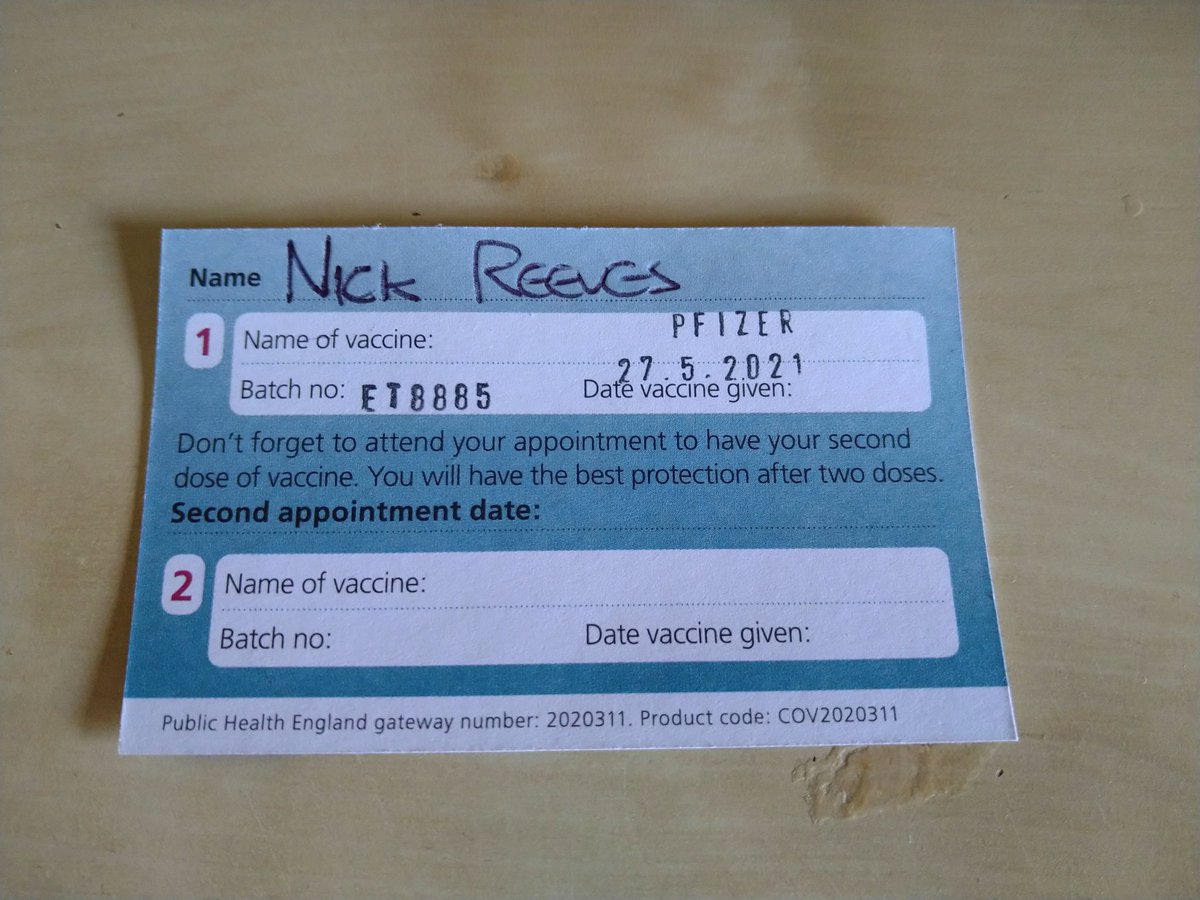 Name NICK REEVES
1 Name of vaccine: PFIZER
Batch no: ET8885 Date vaccine given: 27.5.2021
Don't forget to attend your appointment to have your second
dose of vaccine. You will have the best protection after two doses.
Second appointment date:
2 Name of vaccine:
Batch no: Date vaccine given:
Public Health England gateway number: 2020311. Product code: COV2020311